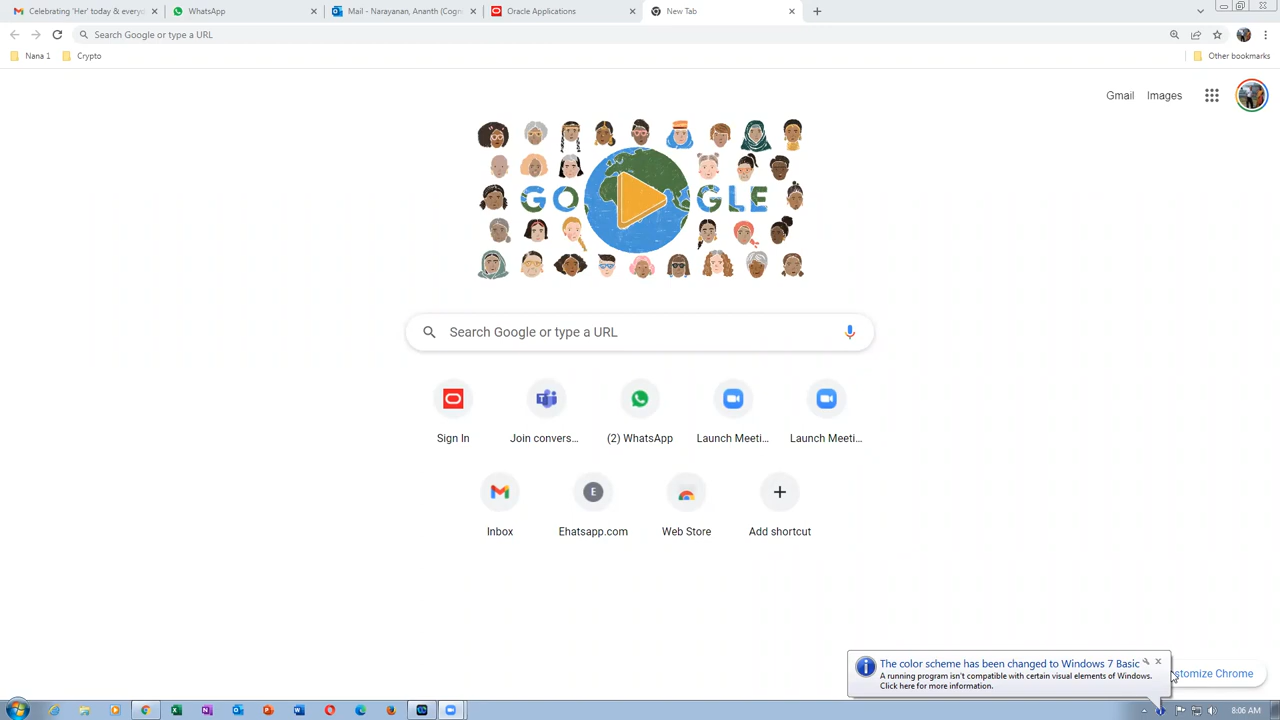 Celebrating 'Her' today & everyd
WhatsApp
Mail - Narayanan, Ananth (Cogn
Oracle Applications
New Tab
Search Google or type a URL
Nana 1
Crypto
Other bookmarks
Gmail
Images
GO GLE
Search Google or type a URL
Sign In
Join convers...
(2) WhatsApp
Launch Meeti...
Launch Meeti...
E
Inbox
Ehatsapp.com
Web Store
Add shortcut
The color scheme has been changed to Windows 7 Basic
A running program isn't compatible with certain visual elements of Windows.
Click here for more information.
stomize Chrome
8:06 AM